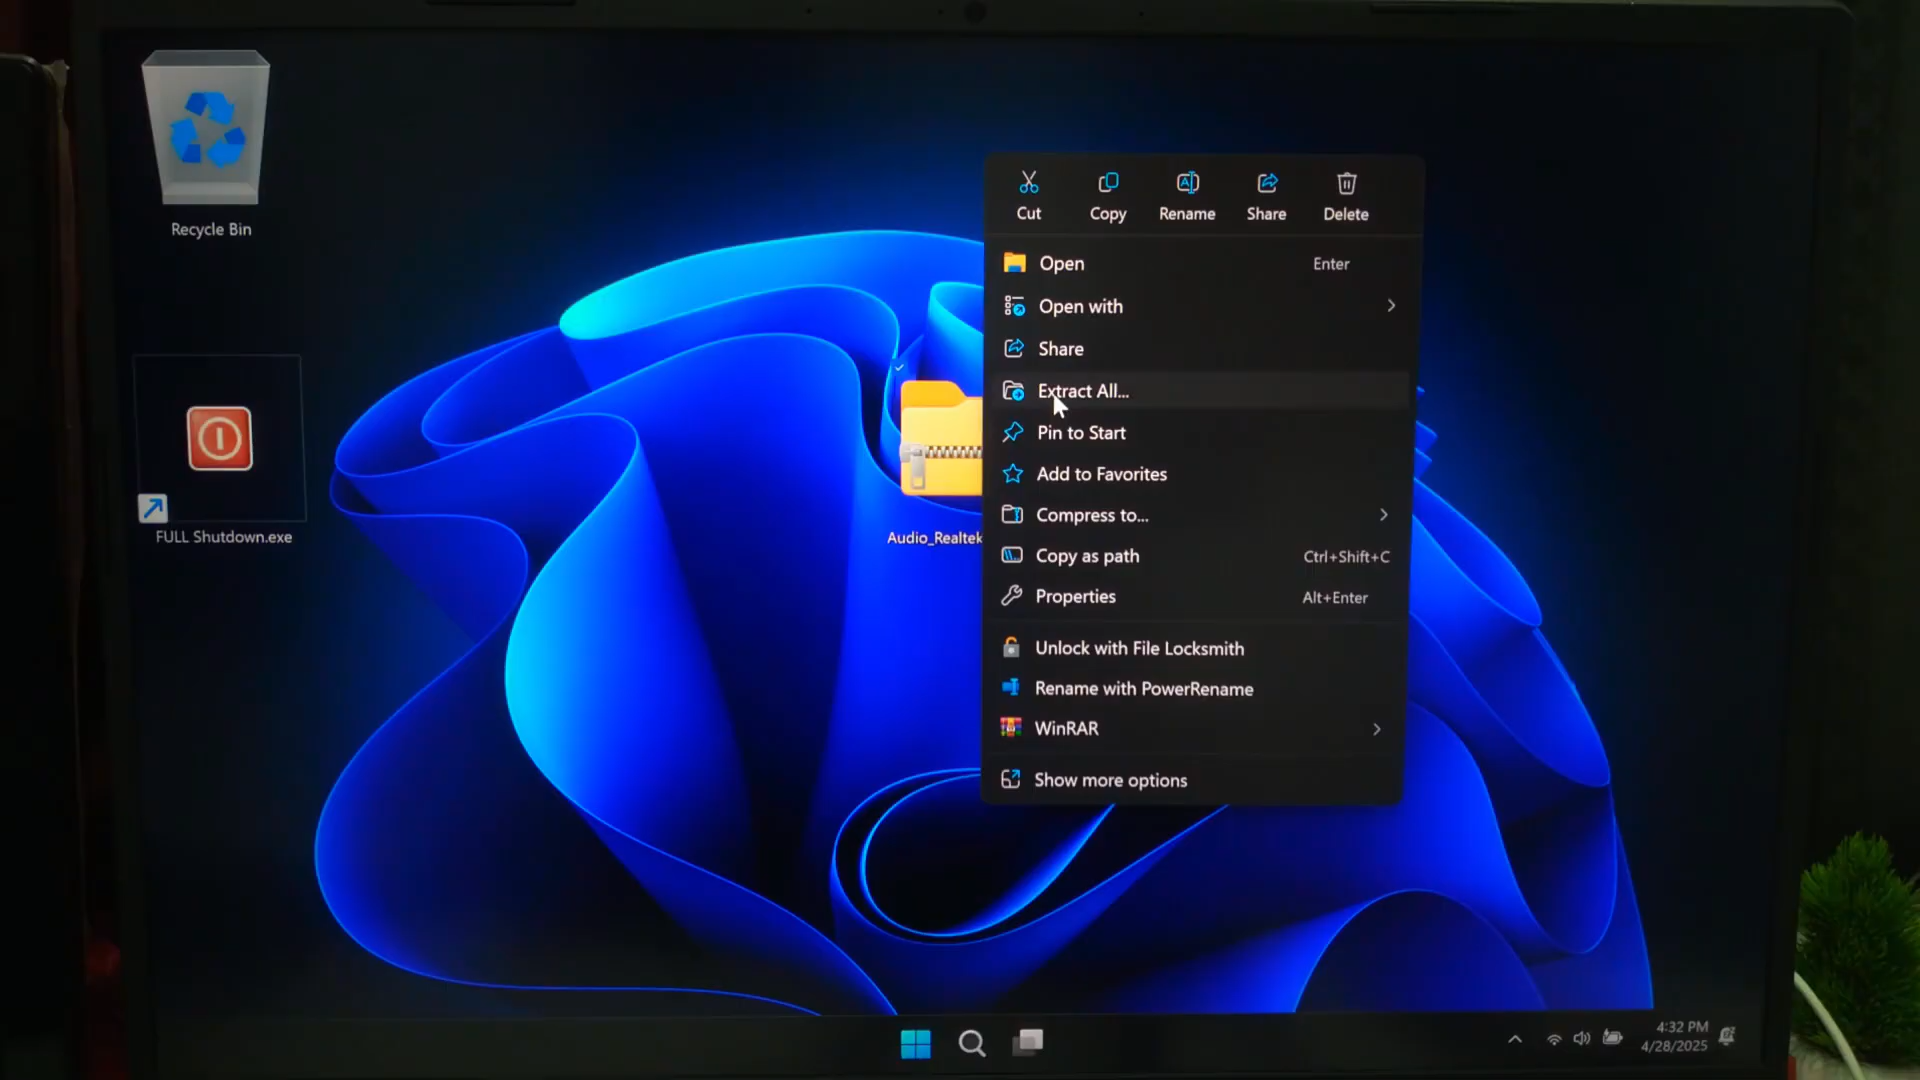 Recycle Bin
FULL Shutdown.exe
Audio_Realtek
Cut
Copy
Rename
Share
Delete
Open Enter
Open with
Share
Extract All...
Pin to Start
Add to Favorites
Compress to...
Copy as path Ctrl+Shift+C
Properties Alt+Enter
Unlock with File Locksmith
Rename with PowerRename
WinRAR
Show more options
4:32 PM
4/28/2025